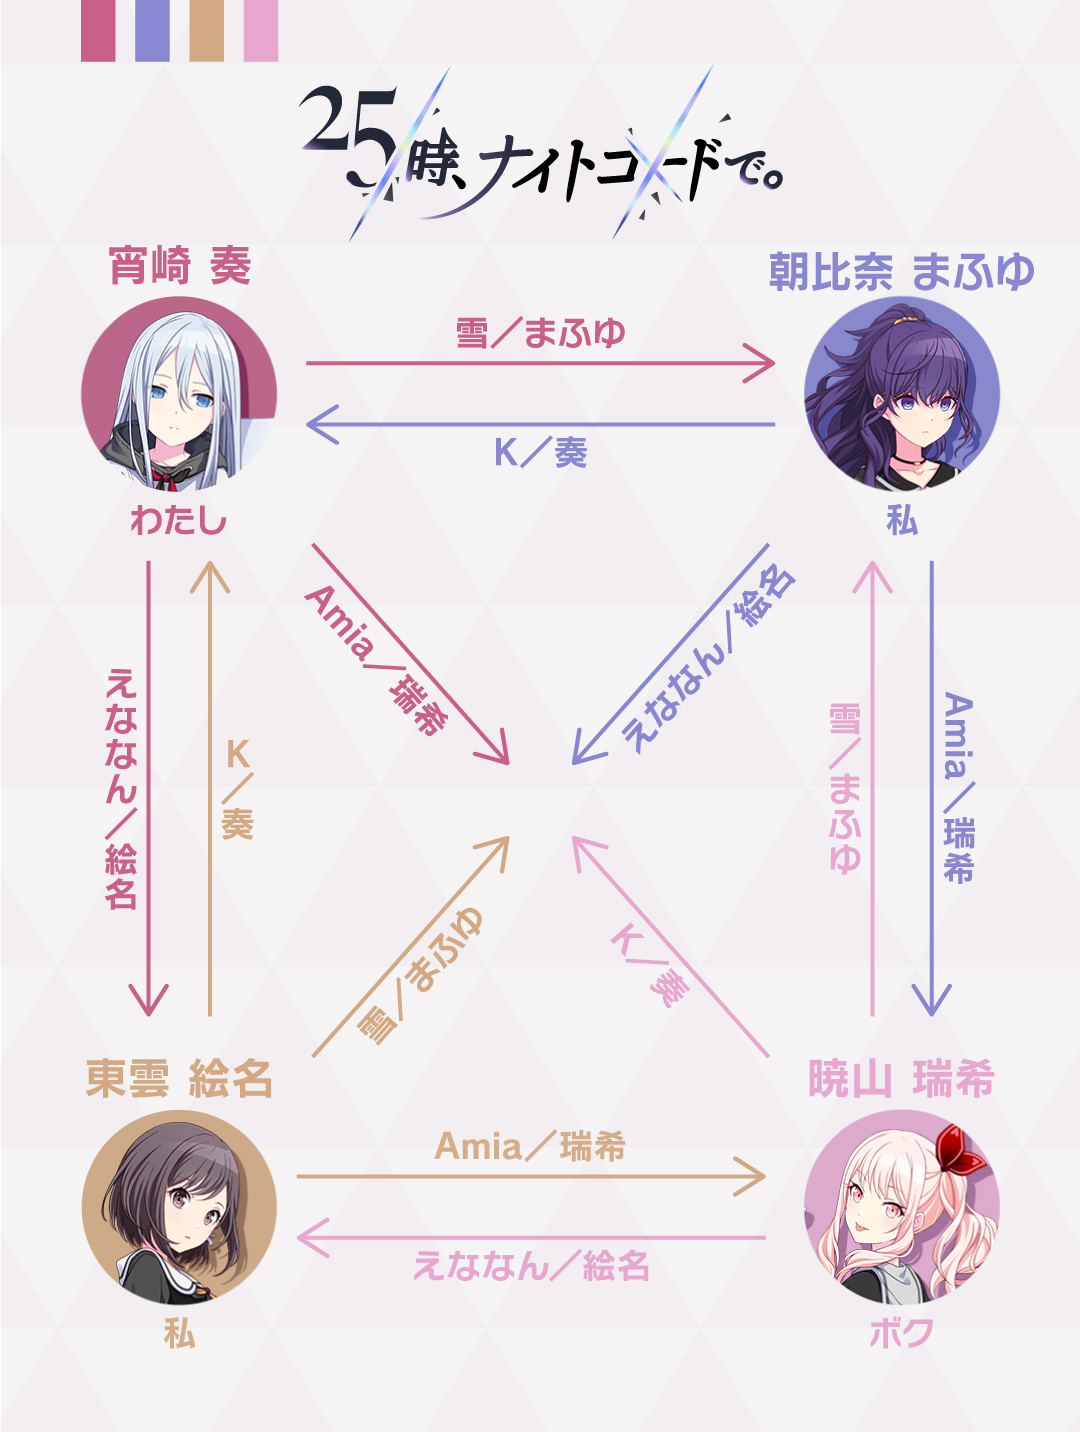 25時、ナイトコードで。
宵崎 奏
朝比奈 まふゆ
雪／まふゆ
K／奏
わたし
私
Amia／瑞希
えななん／絵名
えななん／絵名
K／奏
雪／まふゆ
Amia／瑞希
雪／まふゆ
K／奏
東雲 絵名
暁山 瑞希
Amia／瑞希
えななん／絵名
私
ボク